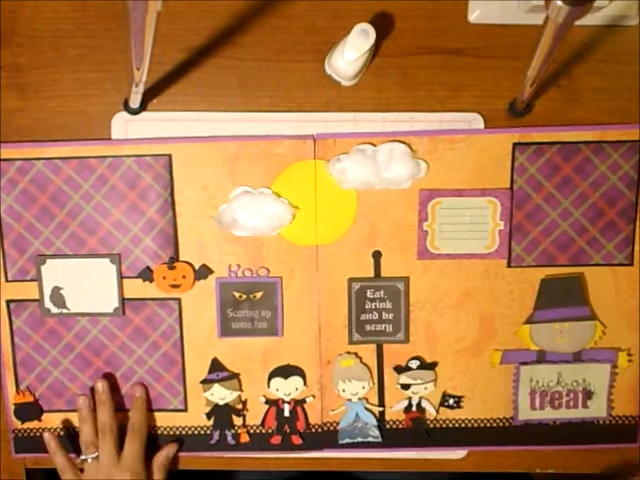 Boo
Scaring up
some fun
Eat,
drink
and be
scary
trick or
treat